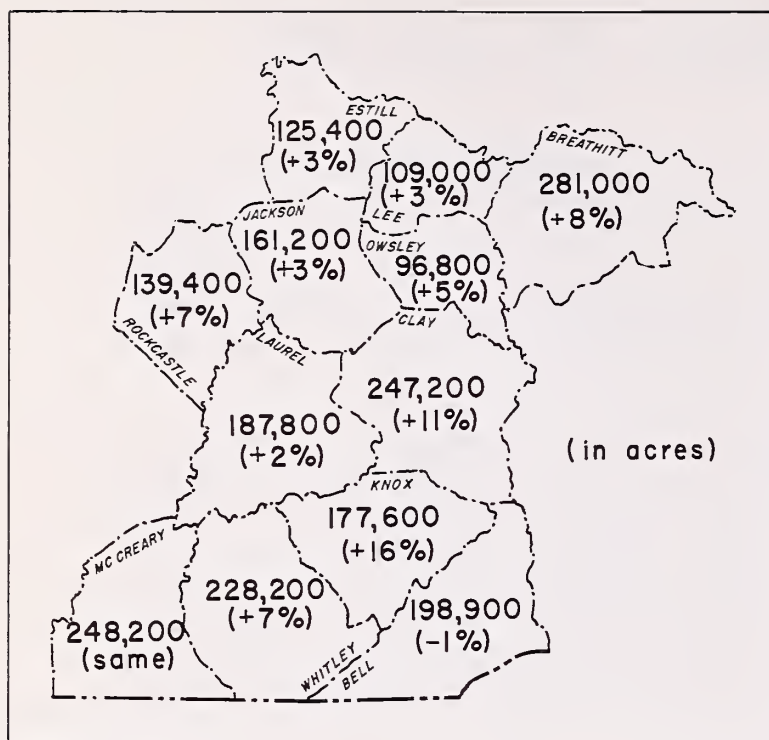 ESTILL
125,400
(+3%)
BREATHITT
109,000
(+3%)
LEE
281,000
(+8%)
JACKSON
161,200
(+3%)
OWSLEY
96,800
(+5%)
139,400
(+7%)
ROCKCASTLE
LAUREL
187,800
(+2%)
CLAY
247,200
(+11%)
(in acres)
KNOX
177,600
(+16%)
MC CREARY
248,200
(same)
228,200
(+7%)
WHITLEY
BELL
198,900
(-1%)